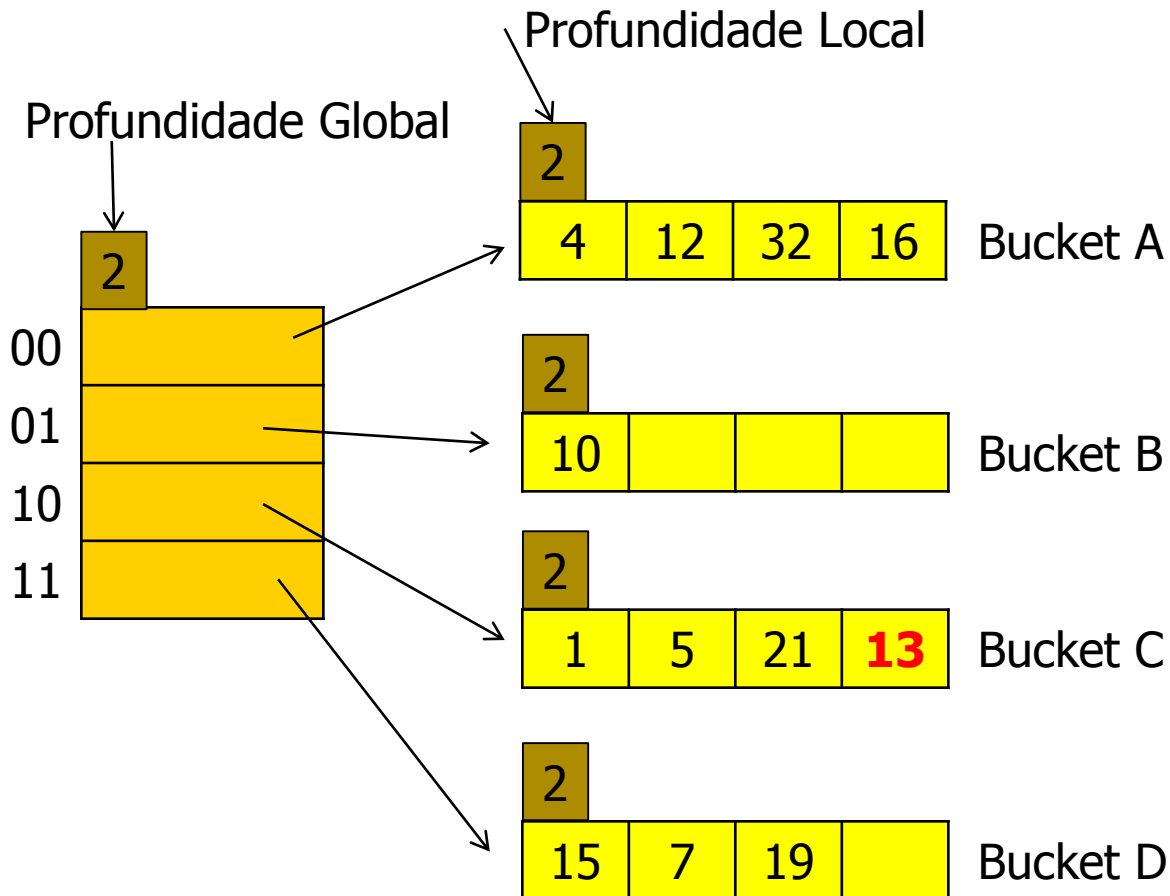 Profundidade Local
Profundidade Global
2
2
4 12 32 16 Bucket A
00
01
10
11
2
10 Bucket B
2
1 5 21 13 Bucket C
2
15 7 19 Bucket D